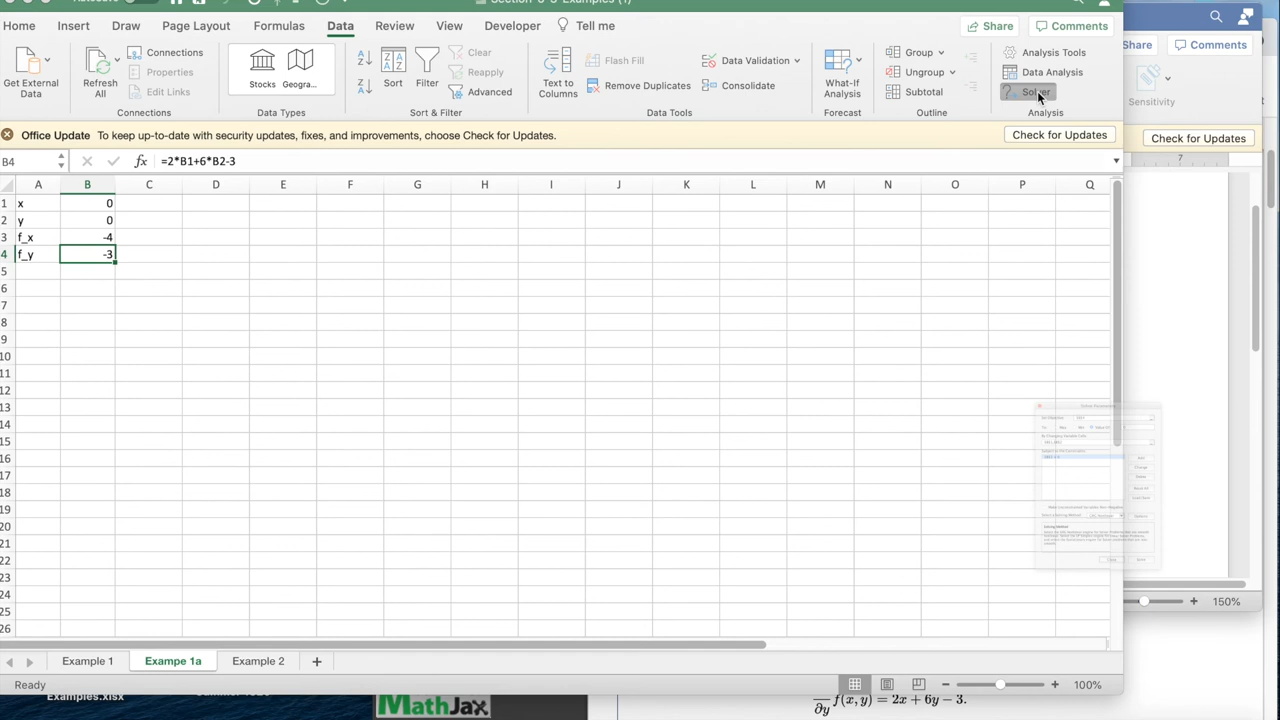 Section-6-3-Examples (1)
Home Insert Draw Page Layout Formulas Data Review View Developer Tell me Share Comments
Share Comments
Get External Data
Refresh All
Connections
Properties
Edit Links
Connections
Stocks Geogra...
Data Types
Sort
Filter
Clear
Reapply
Advanced
Sort & Filter
Text to Columns
Flash Fill
Remove Duplicates
Data Validation
Consolidate
Data Tools
What-If Analysis
Forecast
Group
Ungroup
Subtotal
Outline
Analysis Tools
Data Analysis
Solver
Analysis
Sensitivity
Office Update To keep up-to-date with security updates, fixes, and improvements, choose Check for Updates. Check for Updates
Check for Updates
B4 fx =2*B1+6*B2-3
7
A B C D E F G H I J K L M N O P Q
1 x 0
2 y 0
3 f_x -4
4 f_y -3
5
6
7
8
9
10
11
12
13
14
15
16
17
18
19
20
21
22
23
24
25
26
150%
Example 1 Exampe 1a Example 2 +
Ready 100%
Examples.xlsx
MathJax
∂y f(x, y) = 2x + 6y − 3.